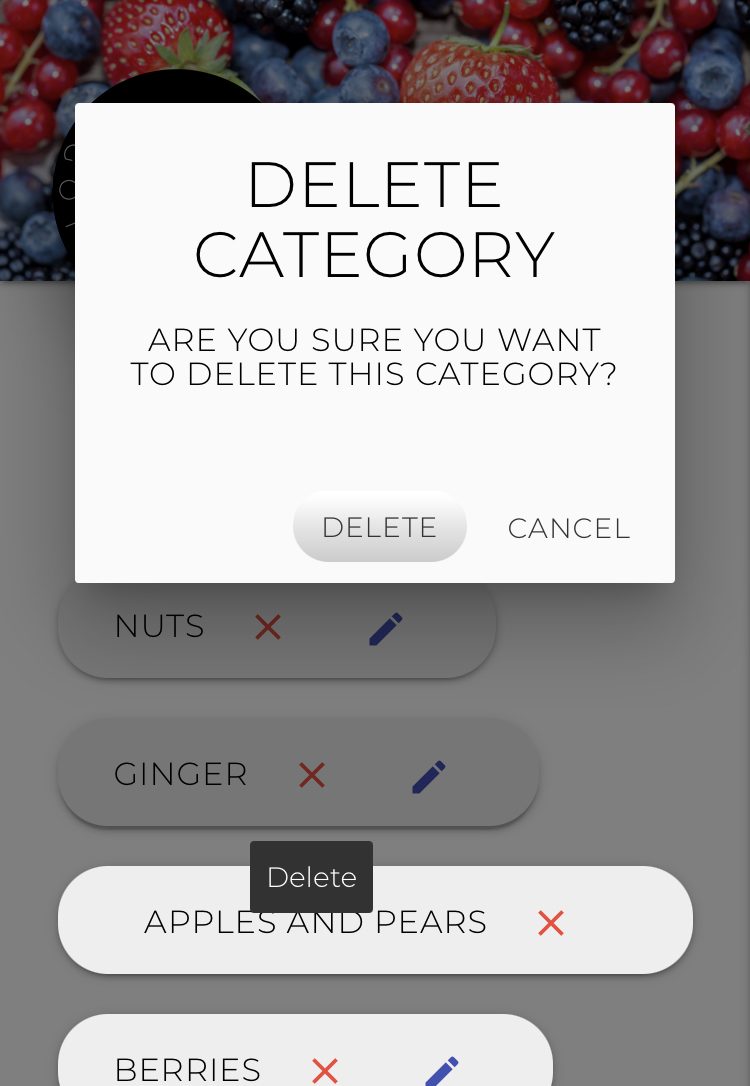 DELETE
CATEGORY
ARE YOU SURE YOU WANT
TO DELETE THIS CATEGORY?
DELETE CANCEL
NUTS
GINGER
Delete
APPLES AND PEARS
BERRIES